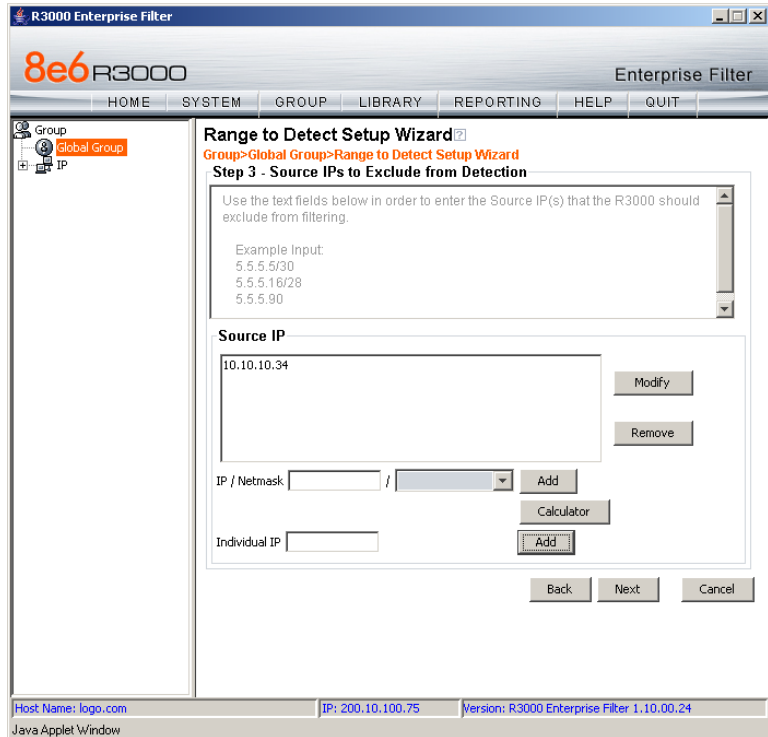 R3000 Enterprise Filter
8e6 R3000
Enterprise Filter
HOME SYSTEM GROUP LIBRARY REPORTING HELP QUIT
Group
Global Group
IP
Range to Detect Setup Wizard
Group>Global Group>Range to Detect Setup Wizard
Step 3 - Source IPs to Exclude from Detection
Use the text fields below in order to enter the Source IP(s) that the R3000 should
exclude from filtering.
Example Input:
5.5.5.5/30
5.5.5.16/28
5.5.5.90
Source IP
10.10.10.34
Modify
Remove
IP / Netmask / Add
Calculator
Individual IP Add
Back Next Cancel
Host Name: logo.com IP: 200.10.100.75 Version: R3000 Enterprise Filter 1.10.00.24
Java Applet Window